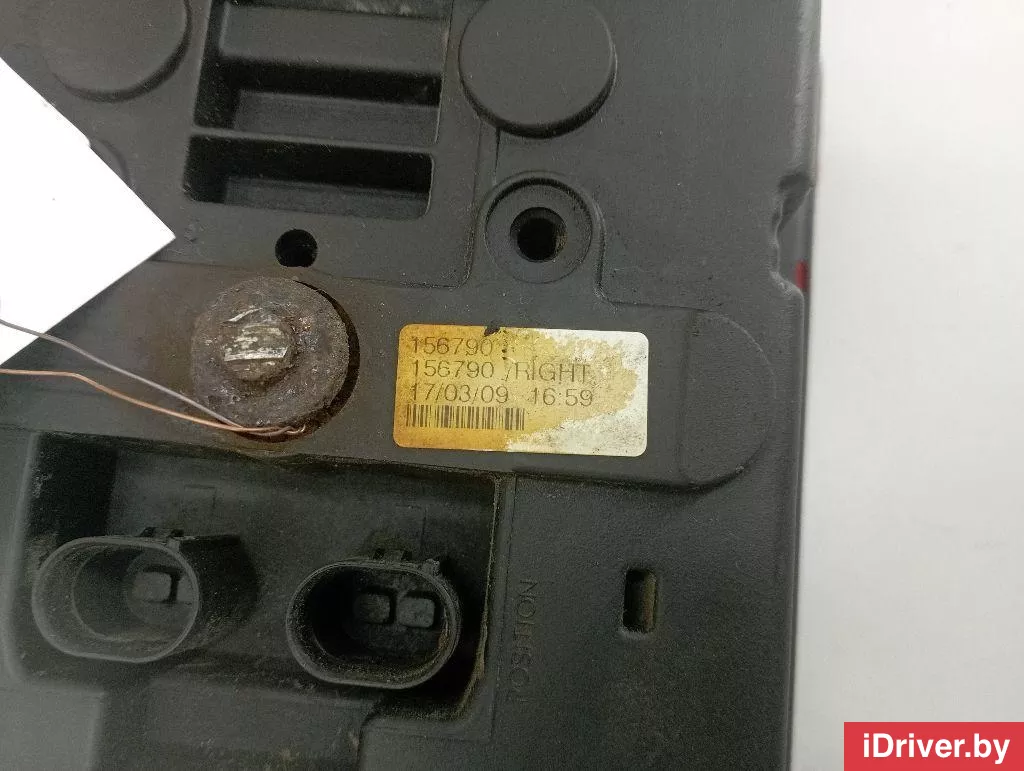 156790
156790 /RIGHT
17/03/09 16:59
POSITION
iDriver.by